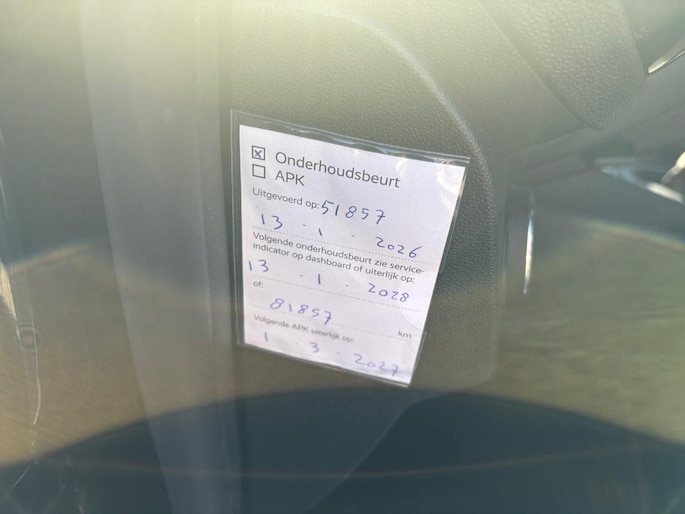 ☒ Onderhoudsbeurt
☐ APK
Uitgevoerd op: 51857
13 · 1 · 2026
Volgende onderhoudsbeurt zie service-
indicator op dashboard of uiterlijk op:
13 · 1 · 2028
of:
81857 km
Volgende APK uiterlijk op:
1 · 3 · 2027